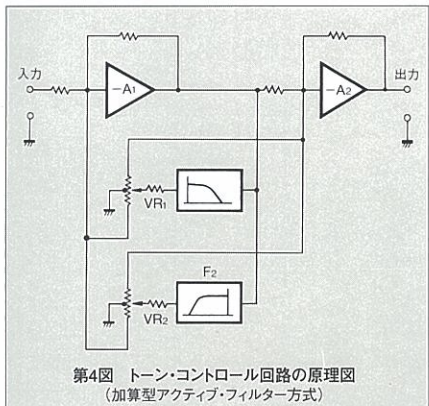 入力
−A1
−A2
出力
VR1
F2
VR2
第4図 トーン・コントロール回路の原理図
(加算型アクティブ・フィルター方式)